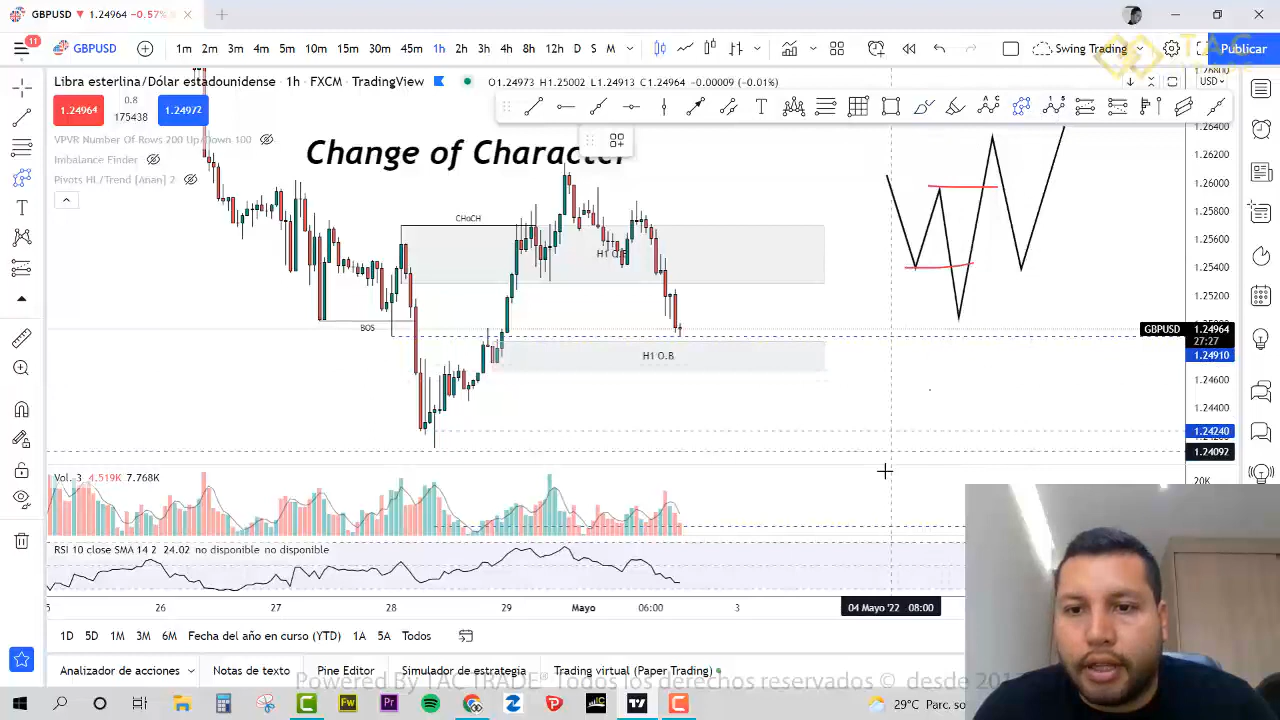 GBPUSD ▼ 1.24964 −0.57%
11
GBPUSD
1m 2m 3m 5m 10m 15m 30m 45m 1h 2h 3h 4h 8h 12h D S M
Swing Trading
Publicar
Libra esterlina/Dólar estadounidense · 1h · FXCM · TradingView
H1.25002 L1.24913 C1.24964 −0.00009 (−0.01%)
USD
1.24964
0.8
175438
1.24972
VPVR Number Of Rows 200 Up/Down 100
Imbalance Finder
Pivots HL/Trend [Anan] 2
Change of Character
CHoCH
H1 O.B
BOS
H1 O.B
1.26400
1.26200
1.26000
1.25800
1.25600
1.25400
1.25200
GBPUSD 1.24964
27:27
1.24910
1.24600
1.24400
1.24240
1.24092
20K
Vol. 3 4.519K 7.768K
RSI 10 close SMA 14 2 24.02 no disponible no disponible
26 27 28 29 Mayo 06:00 3
04 Mayo '22 08:00
1D 5D 1M 3M 6M Fecha del año en curso (YTD) 1A 5A Todos
Analizador de acciones Notas de texto Pine Editor Simulador de estrategia Trading virtual (Paper Trading)
Powered By TAC TRADE® Todos los derechos reservados © desde
29°C Parc. so